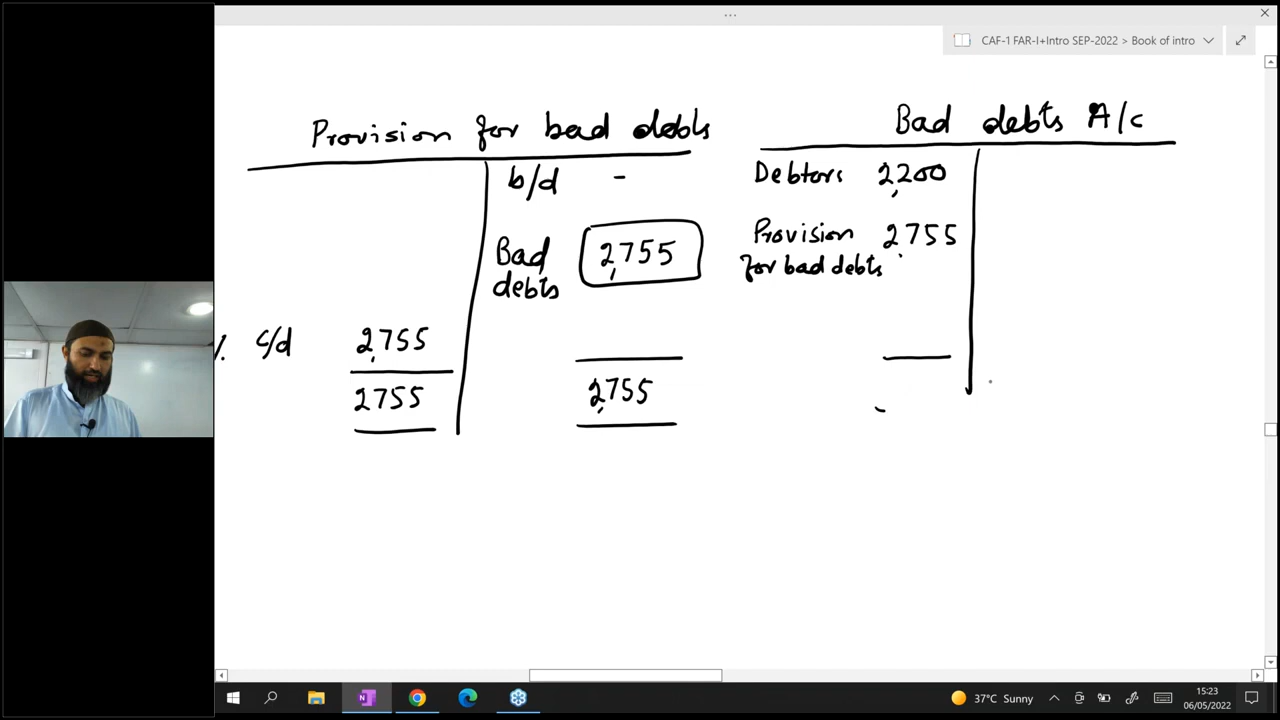 CAF-1 FAR-I+Intro SEP-2022 > Book of intro
Provision for bad debts
b/d -
Bad debts 2,755
c/d 2,755
2755 2,755
Bad debts A/c
Debtors 2,200
Provision for bad debts 2,755
37°C Sunny
15:23
06/05/2022